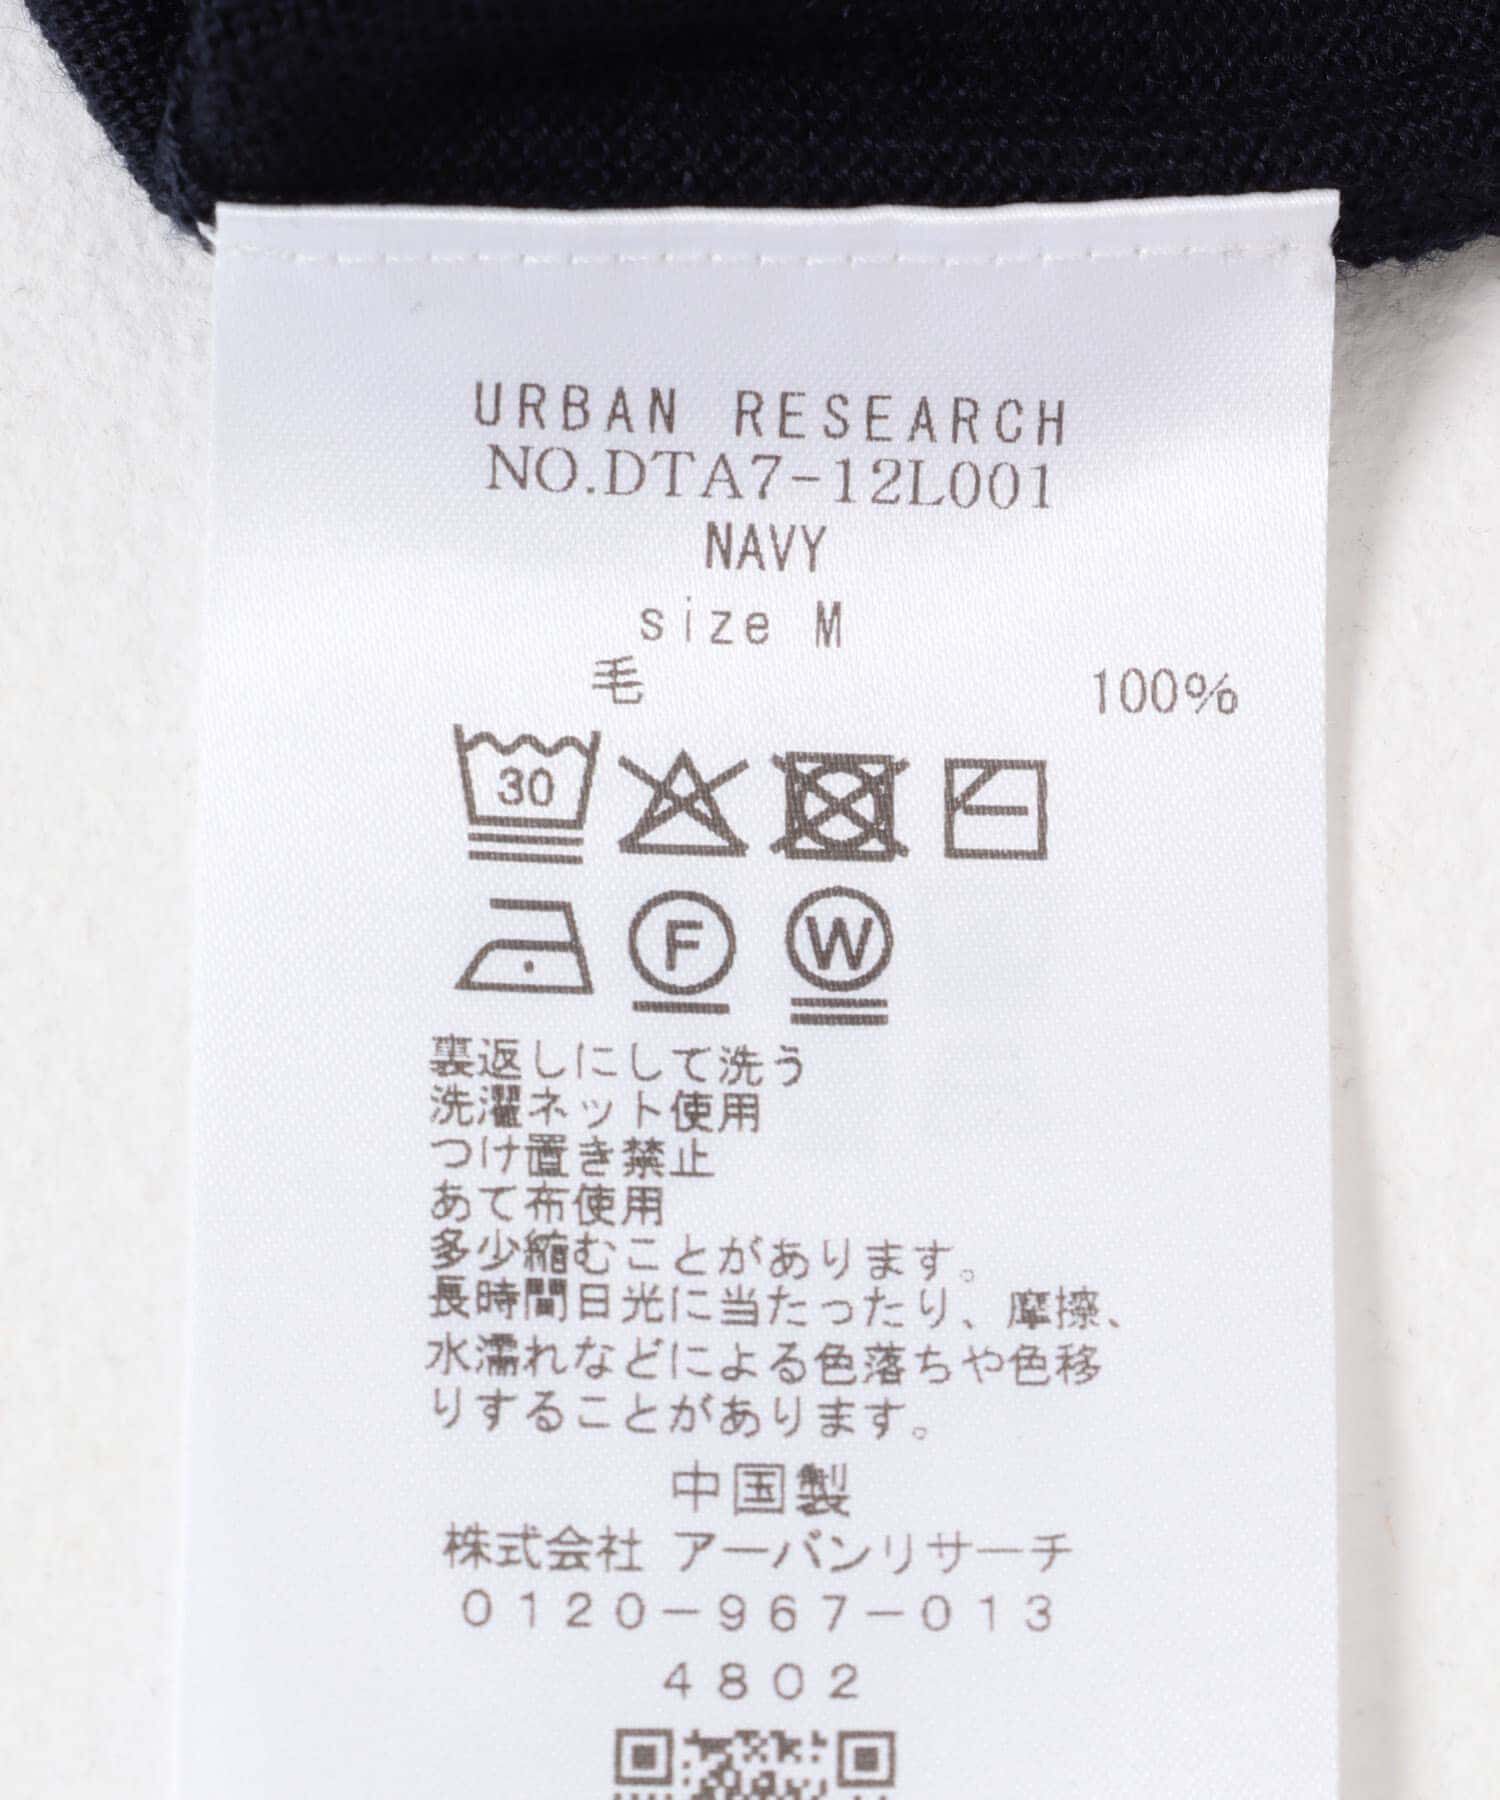 URBAN RESEARCH
NO.DTA7-12L001
NAVY
size M
毛 100%
30
F W
裏返しにして洗う
洗濯ネット使用
つけ置き禁止
あて布使用
多少縮むことがあります。
長時間日光に当たったり、摩擦、
水濡れなどによる色落ちや色移
りすることがあります。
中国製
株式会社 アーバンリサーチ
0120-967-013
4802